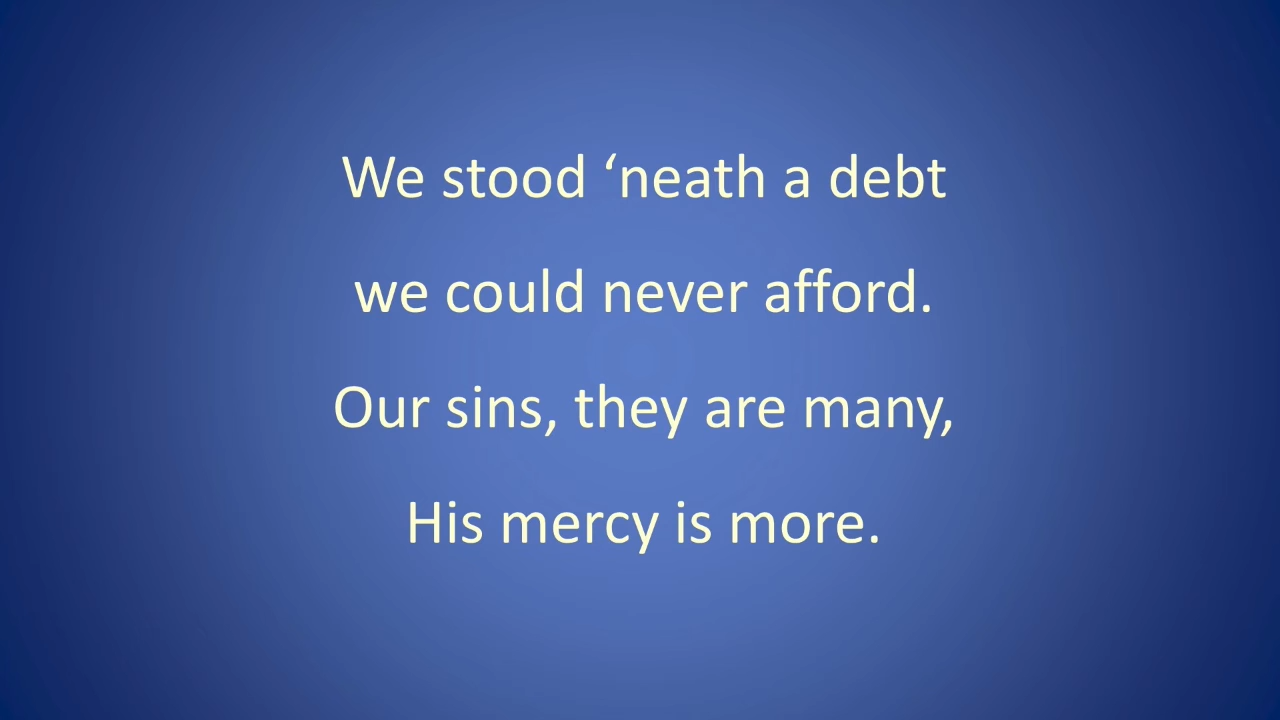 We stood ‘neath a debt
we could never afford.
Our sins, they are many,
His mercy is more.